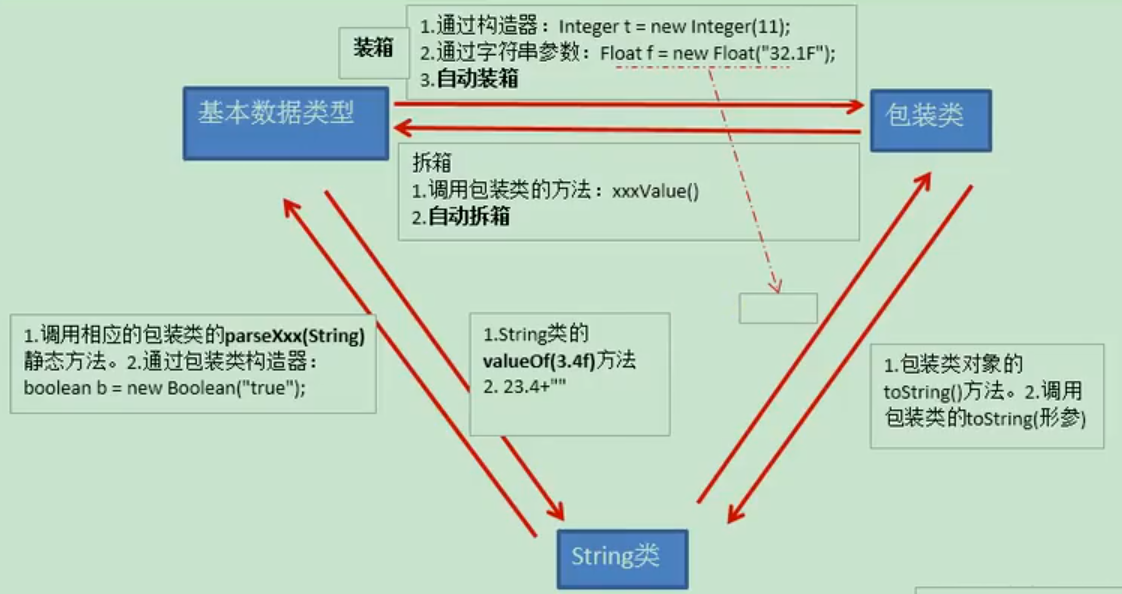 装箱
1.通过构造器：Integer t = new Integer(11);
2.通过字符串参数：Float f = new Float("32.1F");
3.自动装箱
基本数据类型
包装类
拆箱
1.调用包装类的方法：xxxValue()
2.自动拆箱
1.调用相应的包装类的parseXxx(String)
静态方法。2.通过包装类构造器：
boolean b = new Boolean("true");
1.String类的
valueOf(3.4f)方法
2. 23.4+""
1.包装类对象的
toString()方法。2.调用
包装类的toString(形参)
String类